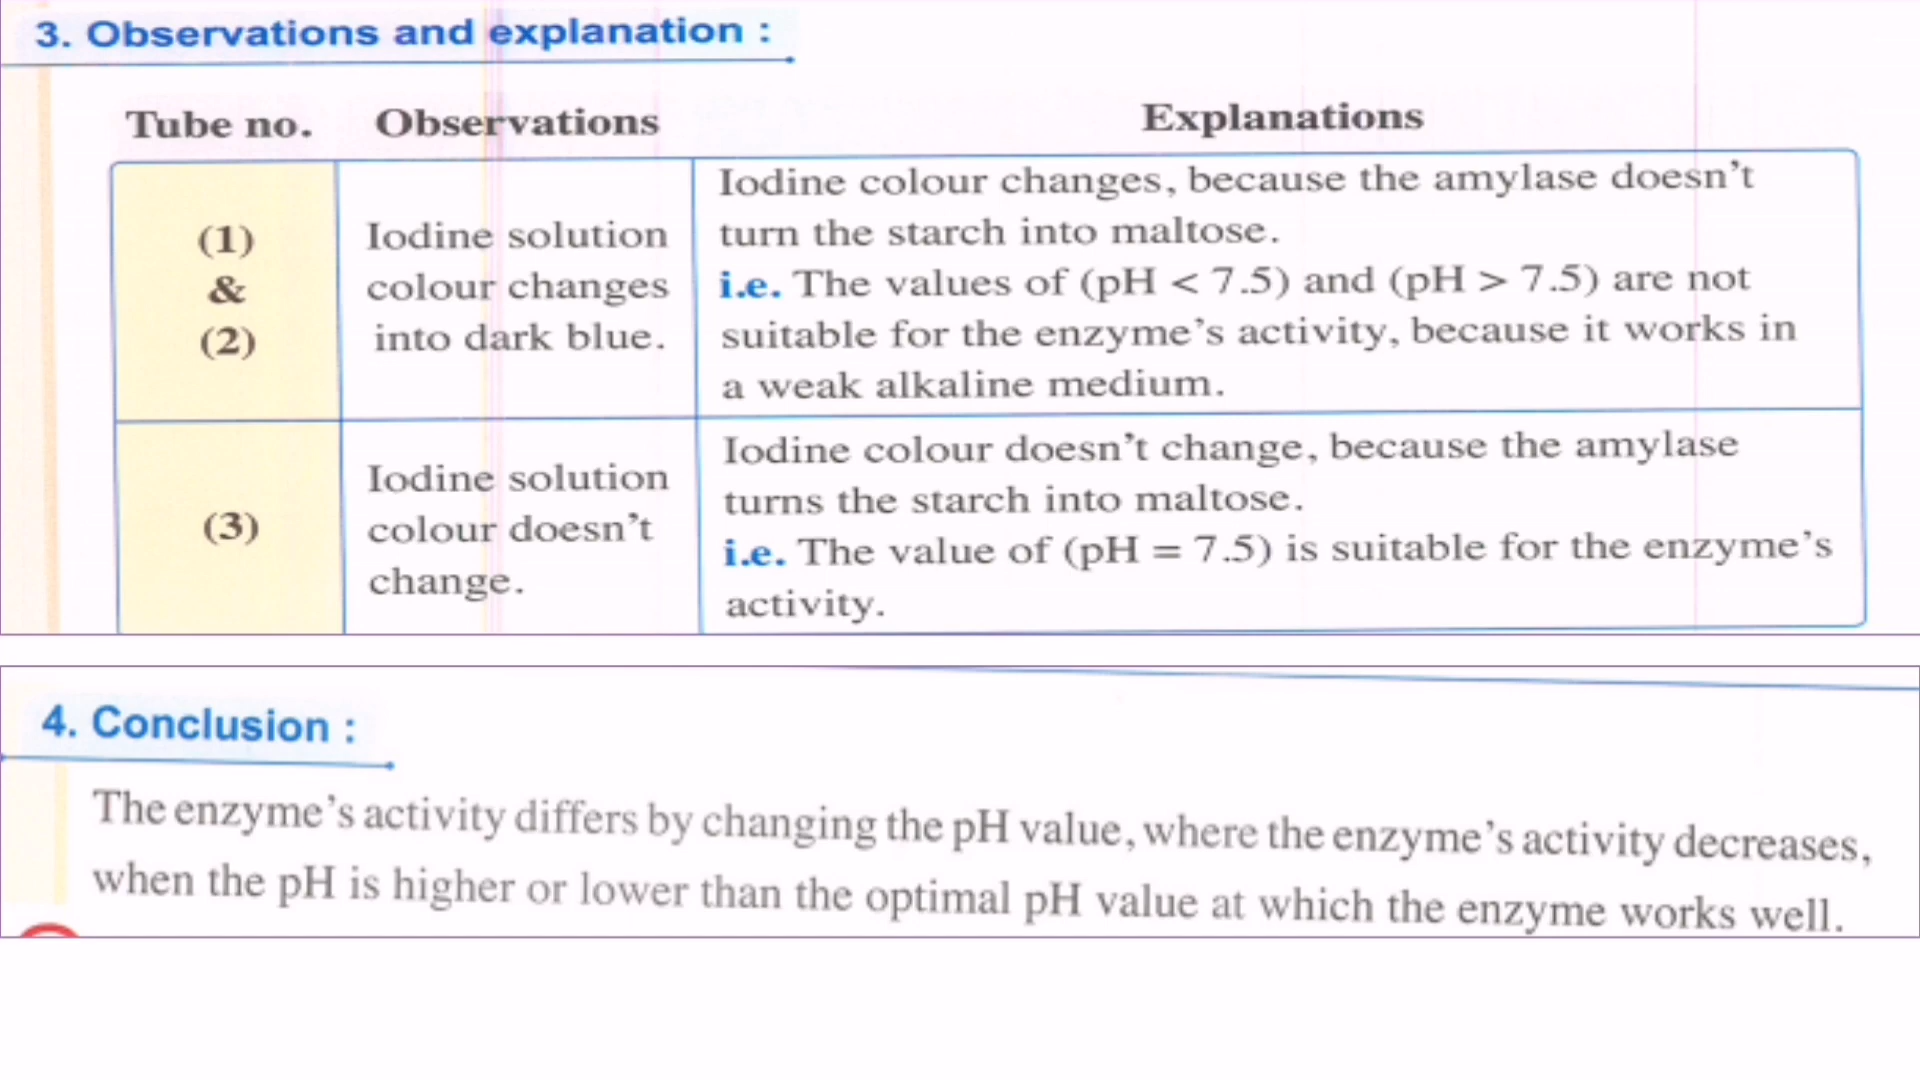 3. Observations and explanation :
Tube no. Observations Explanations
(1)
&
(2)
Iodine solution
colour changes
into dark blue.
Iodine colour changes, because the amylase doesn't
turn the starch into maltose.
i.e. The values of (pH < 7.5) and (pH > 7.5) are not
suitable for the enzyme's activity, because it works in
a weak alkaline medium.
(3)
Iodine solution
colour doesn't
change.
Iodine colour doesn't change, because the amylase
turns the starch into maltose.
i.e. The value of (pH = 7.5) is suitable for the enzyme's
activity.
4. Conclusion :
The enzyme's activity differs by changing the pH value, where the enzyme's activity decreases,
when the pH is higher or lower than the optimal pH value at which the enzyme works well.